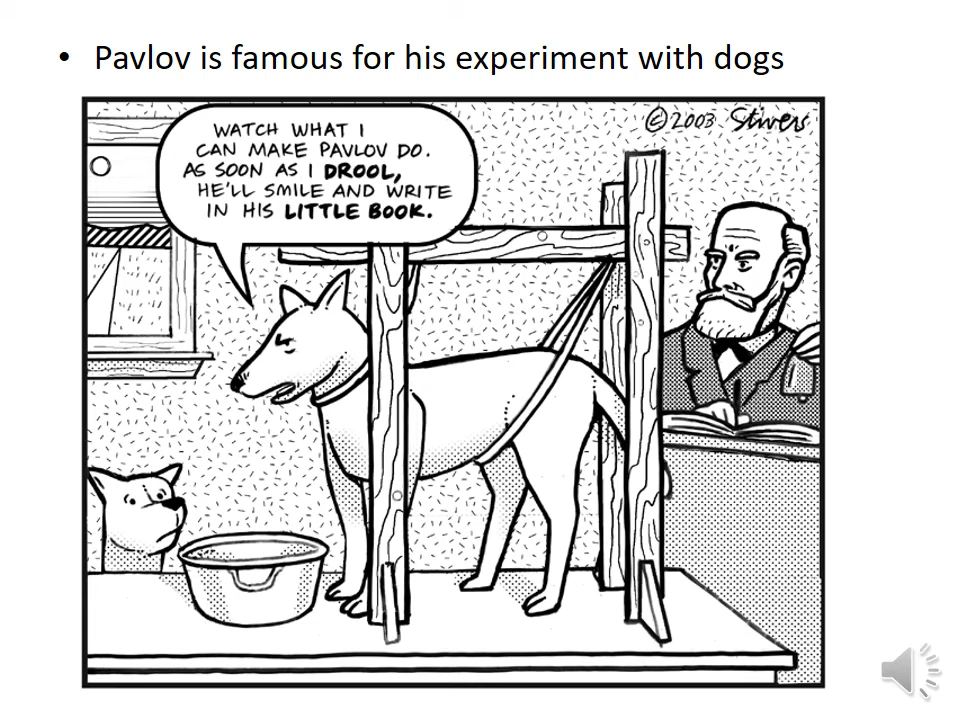 • Pavlov is famous for his experiment with dogs
© 2003 Stivers
WATCH WHAT I
CAN MAKE PAVLOV DO.
AS SOON AS I DROOL,
HE'LL SMILE AND WRITE
IN HIS LITTLE BOOK.